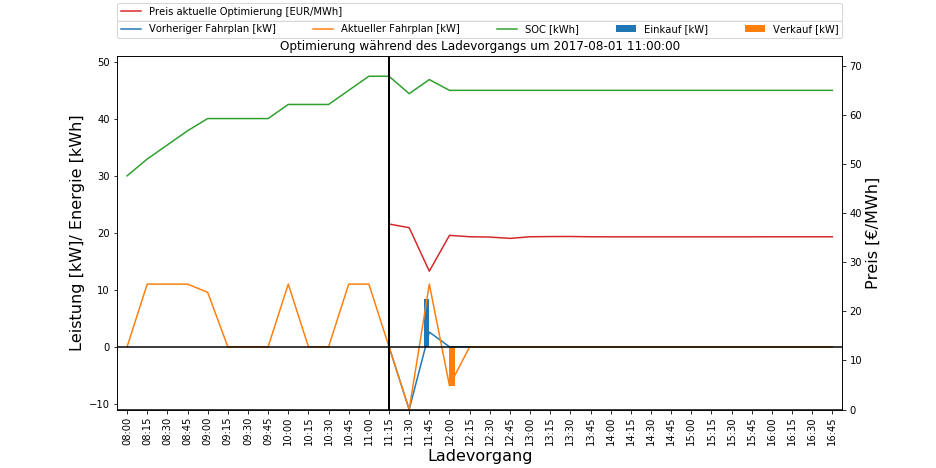 Preis aktuelle Optimierung [EUR/MWh]
Vorheriger Fahrplan [kW] Aktueller Fahrplan [kW] SOC [kWh] Einkauf [kW] Verkauf [kW]
Optimierung während des Ladevorgangs um 2017-08-01 11:00:00
Leistung [kW]/ Energie [kWh]
50
40
30
20
10
0
−10
70
60
50
40
30
20
10
0
Preis [€/MWh]
08:00 08:15 08:30 08:45 09:00 09:15 09:30 09:45 10:00 10:15 10:30 10:45 11:00 11:15 11:30 11:45 12:00 12:15 12:30 12:45 13:00 13:15 13:30 13:45 14:00 14:15 14:30 14:45 15:00 15:15 15:30 15:45 16:00 16:15 16:30 16:45
Ladevorgang